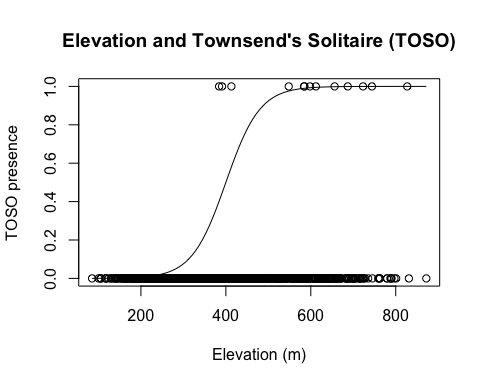 Elevation and Townsend's Solitaire (TOSO)
TOSO presence
1.0
0.8
0.6
0.4
0.2
0.0
200 400 600 800
Elevation (m)